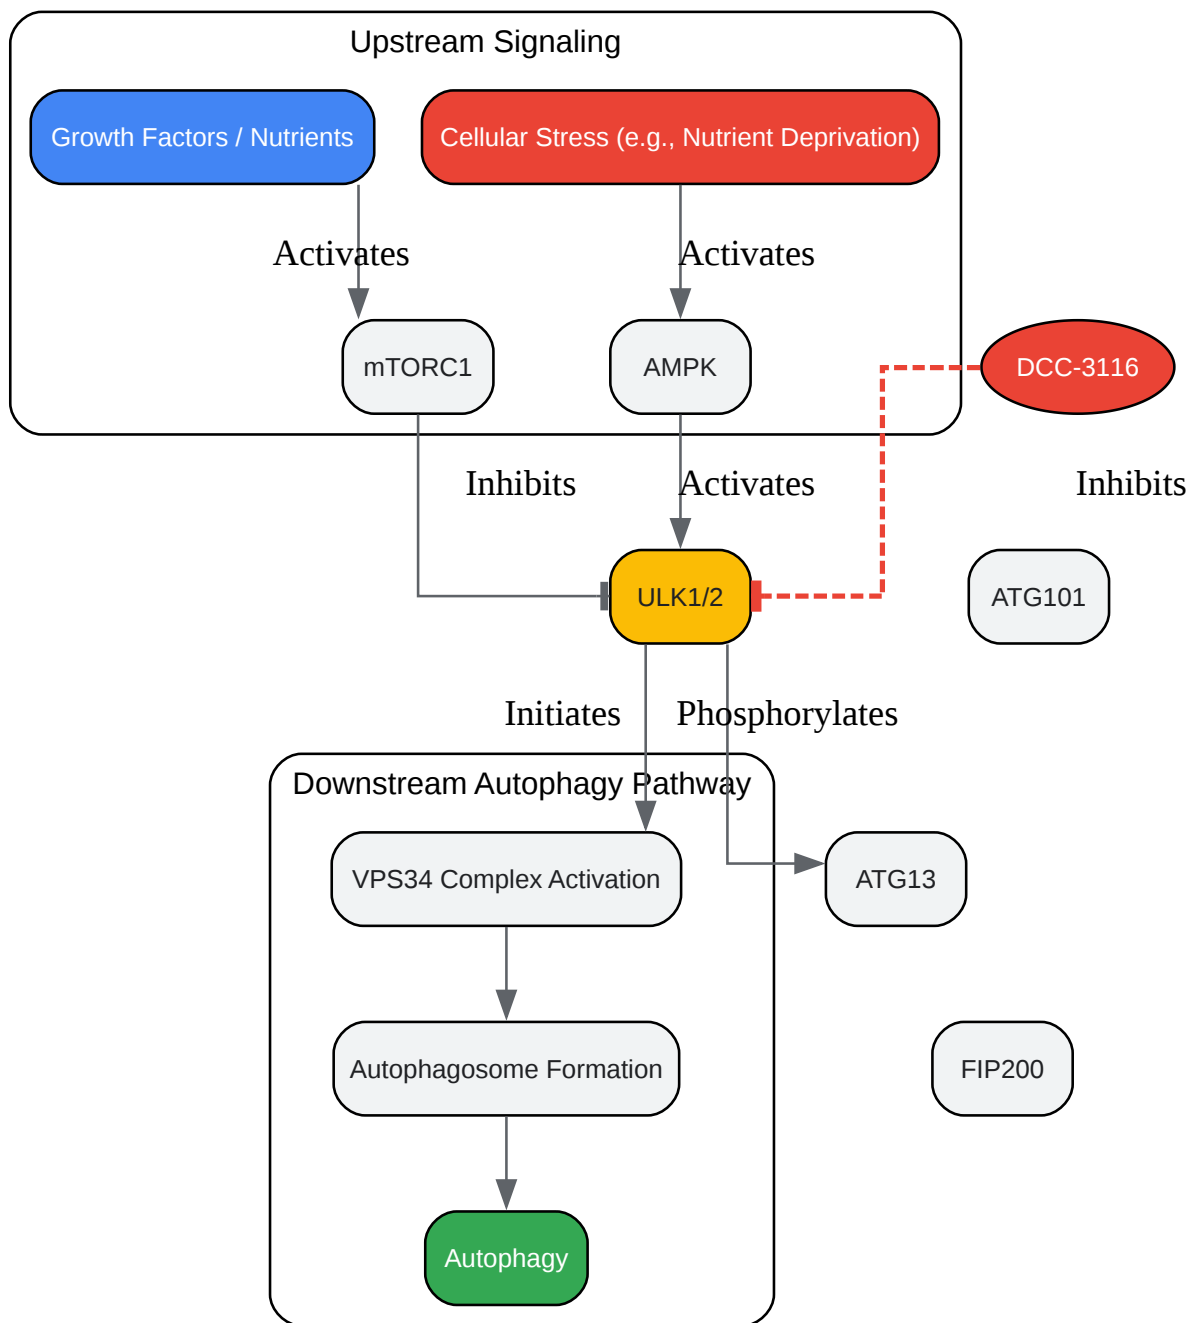 Upstream Signaling
Growth Factors / Nutrients
Cellular Stress (e.g., Nutrient Deprivation)
Activates
Activates
mTORC1
AMPK
DCC-3116
Inhibits
Activates
Inhibits
ULK1/2
ATG101
Initiates
Phosphorylates
Downstream Autophagy Pathway
VPS34 Complex Activation
ATG13
Autophagosome Formation
FIP200
Autophagy